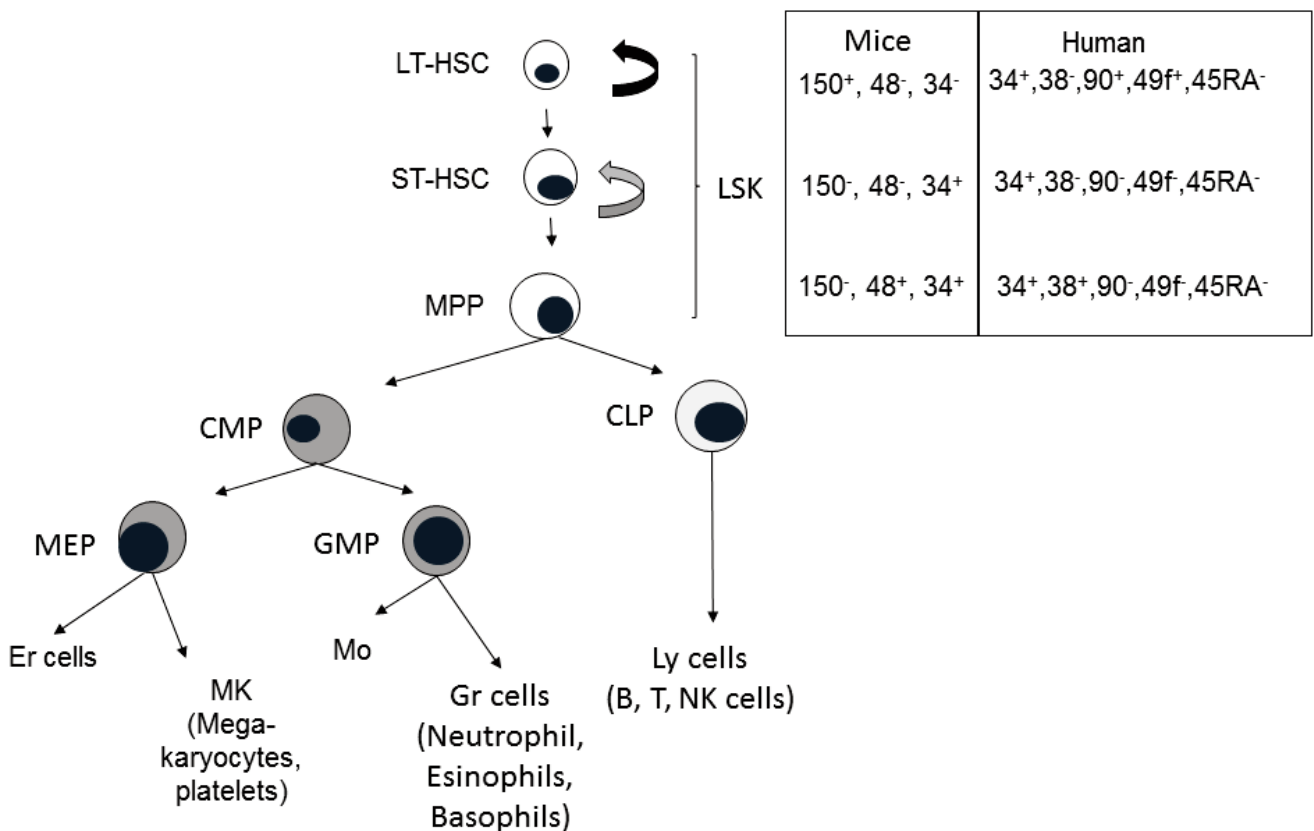 Mice
Human
LT-HSC
150⁺, 48⁻, 34⁻
34⁺,38⁻,90⁺,49f⁺,45RA⁻
ST-HSC
LSK
150⁻, 48⁻, 34⁺
34⁺,38⁻,90⁻,49f⁻,45RA⁻
MPP
150⁻, 48⁺, 34⁺
34⁺,38⁺,90⁻,49f⁻,45RA⁻
CMP
CLP
MEP
GMP
Er cells
MK
(Mega-
karyocytes,
platelets)
Mo
Gr cells
(Neutrophil,
Esinophils,
Basophils)
Ly cells
(B, T, NK cells)